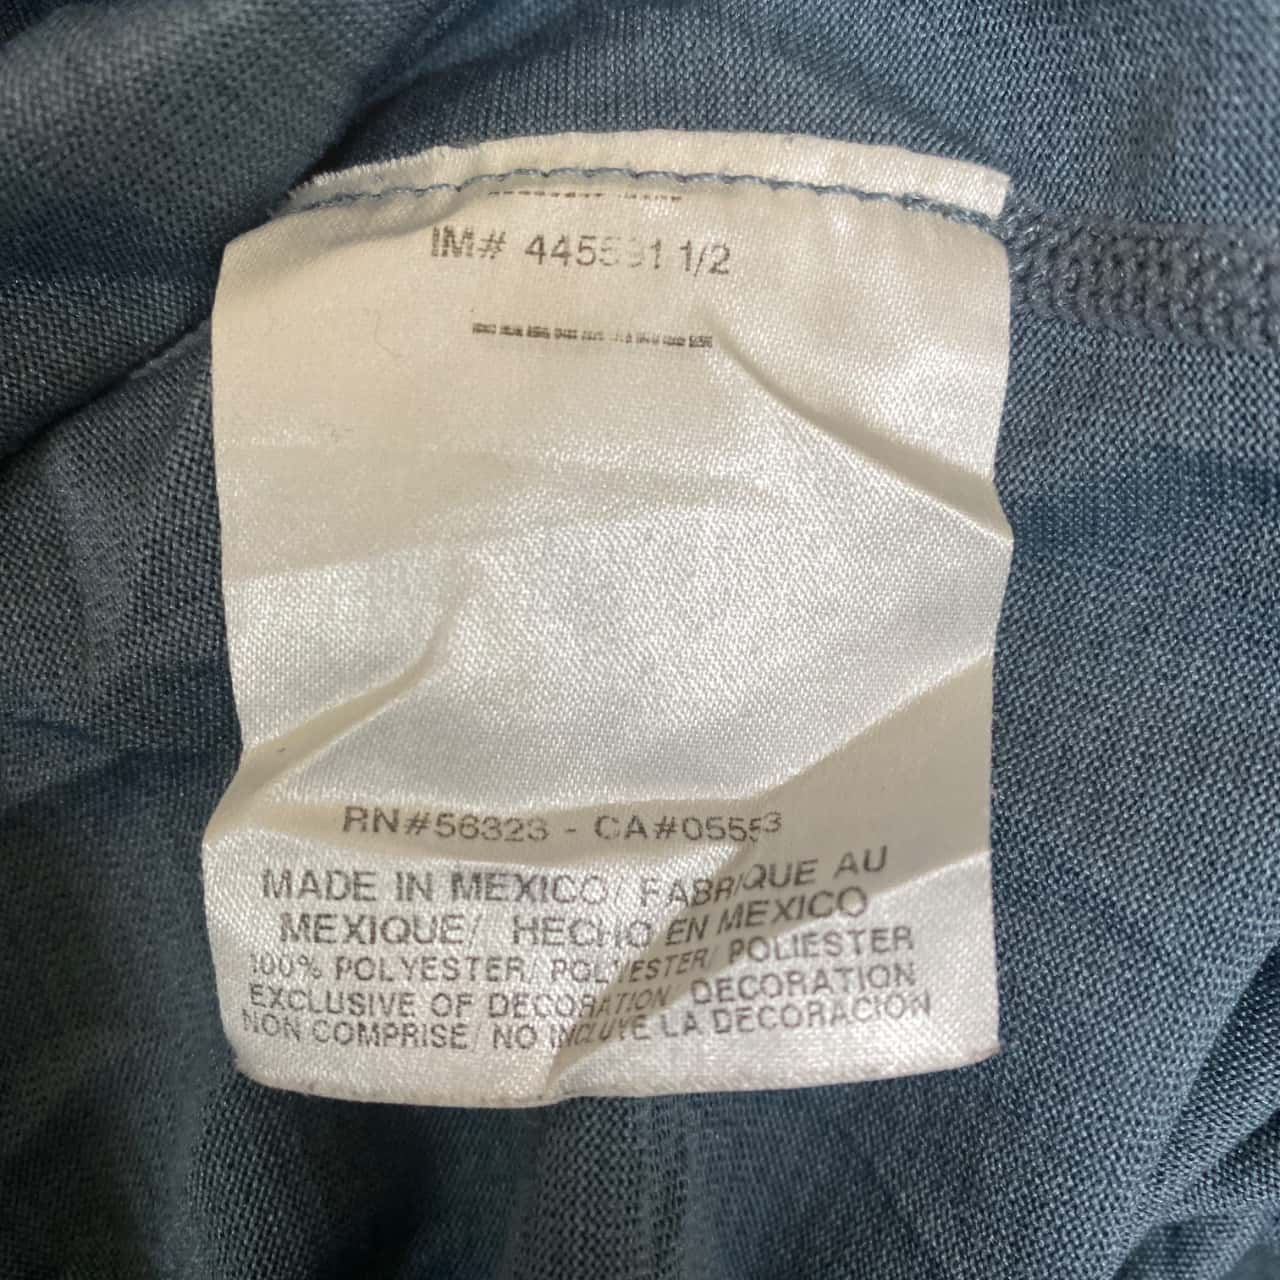 IM# 445591 1/2
RN#56323 - CA#05553
MADE IN MEXICO/ FABRIQUE AU
MEXIQUE/ HECHO EN MEXICO
100% POLYESTER/ POLYESTER/ POLIESTER
EXCLUSIVE OF DECORATION, DECORATION
NON COMPRISE/ NO INCLUYE LA DECORACIÓN